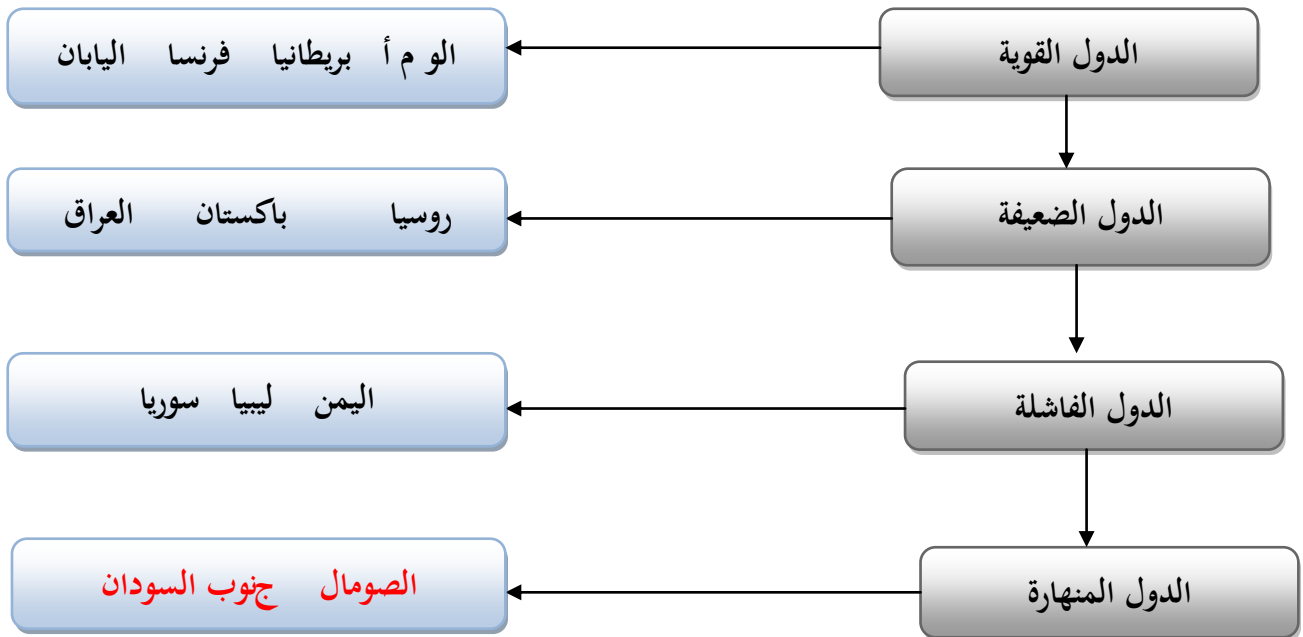 الدول القوية
الو م أ بريطانيا فرنسا اليابان
الدول الضعيفة
روسيا باكستان العراق
الدول الفاشلة
اليمن ليبيا سوريا
الدول المنهارة
الصومال جنوب السودان